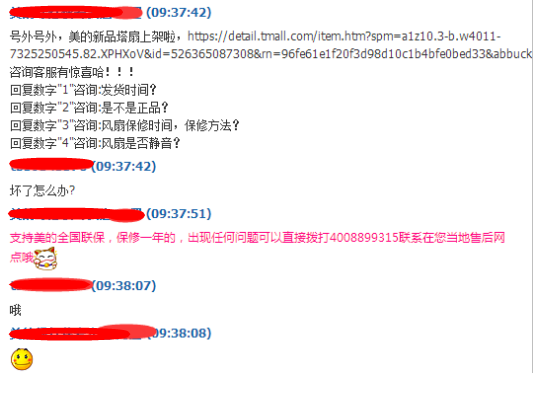 (09:37:42)
号外号外，美的新品塔扇上架啦，https://detail.tmall.com/item.htm?spm=a1z10.3-b.w4011-
7325250545.82.XPHXoV&id=526365087308&rn=96fe61e1f20f3d98d10c1b4bfe0bed33&abbuck
咨询客服有惊喜哈！！！
回复数字"1"咨询:发货时间？
回复数字"2"咨询:是不是正品？
回复数字"3"咨询:风扇保修时间，保修方法？
回复数字"4"咨询:风扇是否静音？
(09:37:42)
坏了怎么办?
(09:37:51)
支持美的全国联保，保修一年的，出现任何问题可以直接拨打4008899315联系在您当地售后网
点哦
(09:38:07)
哦
(09:38:08)